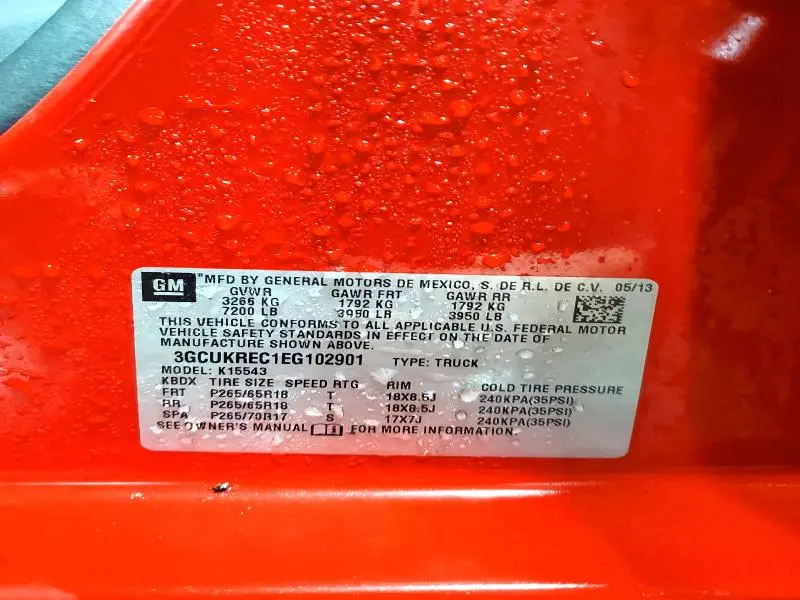 GM ®MFD BY GENERAL MOTORS DE MEXICO, S. DE R.L. DE C.V. 05/13
GVWR GAWR FRT GAWR RR
3266 KG 1792 KG 1792 KG
7200 LB 3950 LB 3950 LB
THIS VEHICLE CONFORMS TO ALL APPLICABLE U.S. FEDERAL MOTOR
VEHICLE SAFETY STANDARDS IN EFFECT ON THE DATE OF
MANUFACTURE SHOWN ABOVE.
3GCUKREC1EG102901 TYPE: TRUCK
MODEL: K15543
KBDX TIRE SIZE SPEED RTG RIM COLD TIRE PRESSURE
FRT P265/65R18 T 18X8.5J 240KPA(35PSI)
RR P265/65R18 T 18X8.5J 240KPA(35PSI)
SPA P265/70R17 S 17X7J 240KPA(35PSI)
SEE OWNER'S MANUAL FOR MORE INFORMATION.